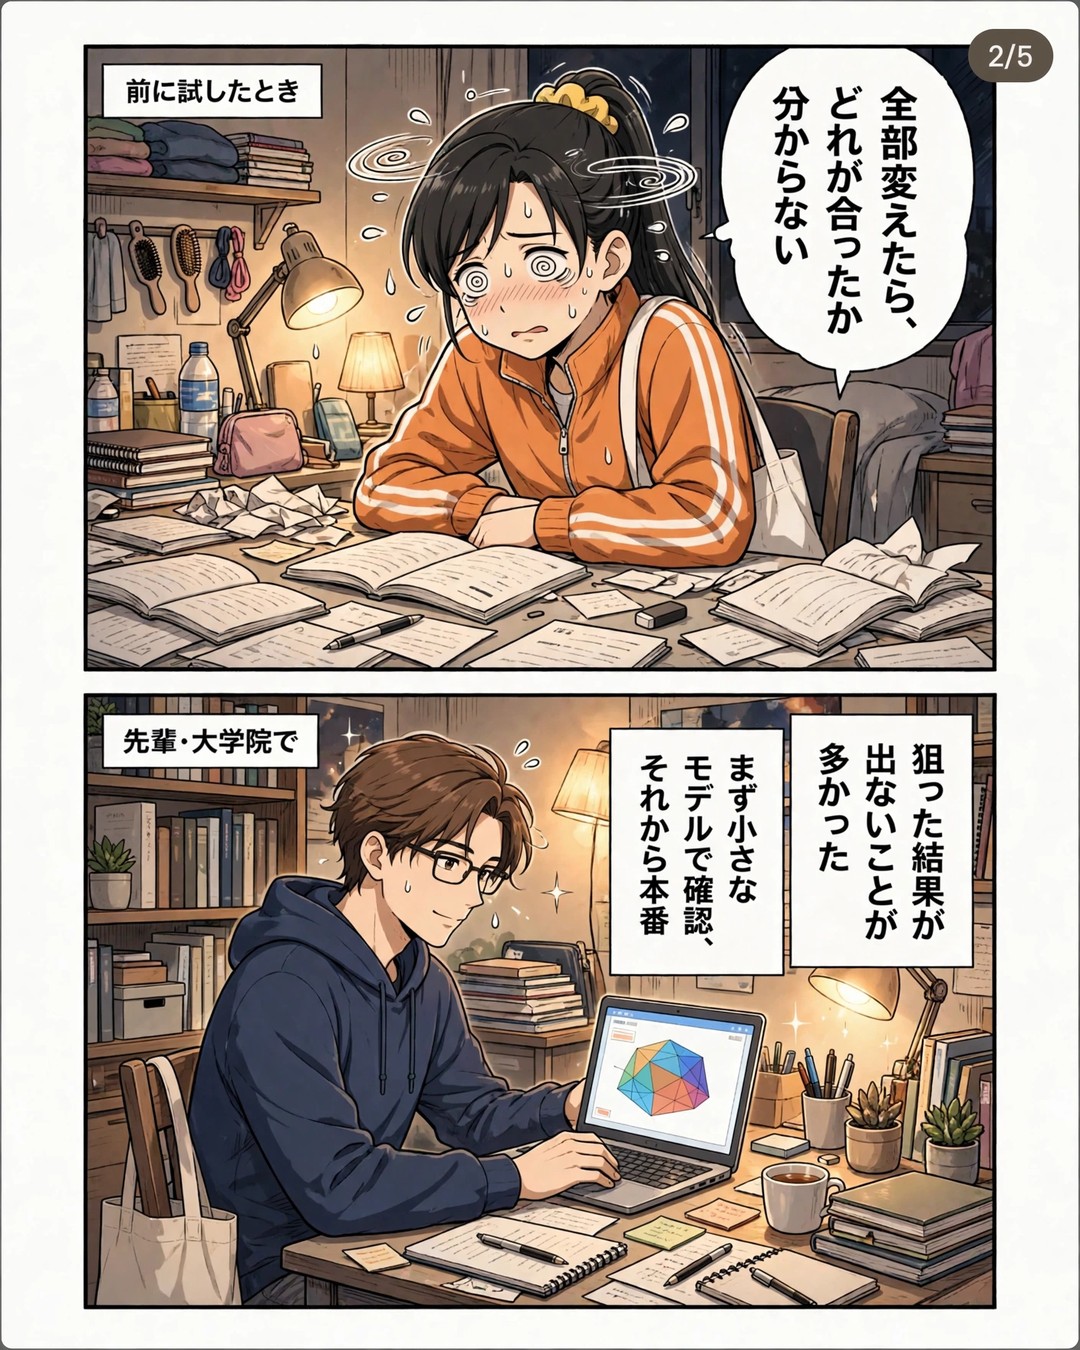 2/5
前に試したとき
全部変えたら、
どれが合ったか
分からない
先輩・大学院で
狙った結果が
出ないことが
多かった
まず小さな
モデルで確認、
それから本番